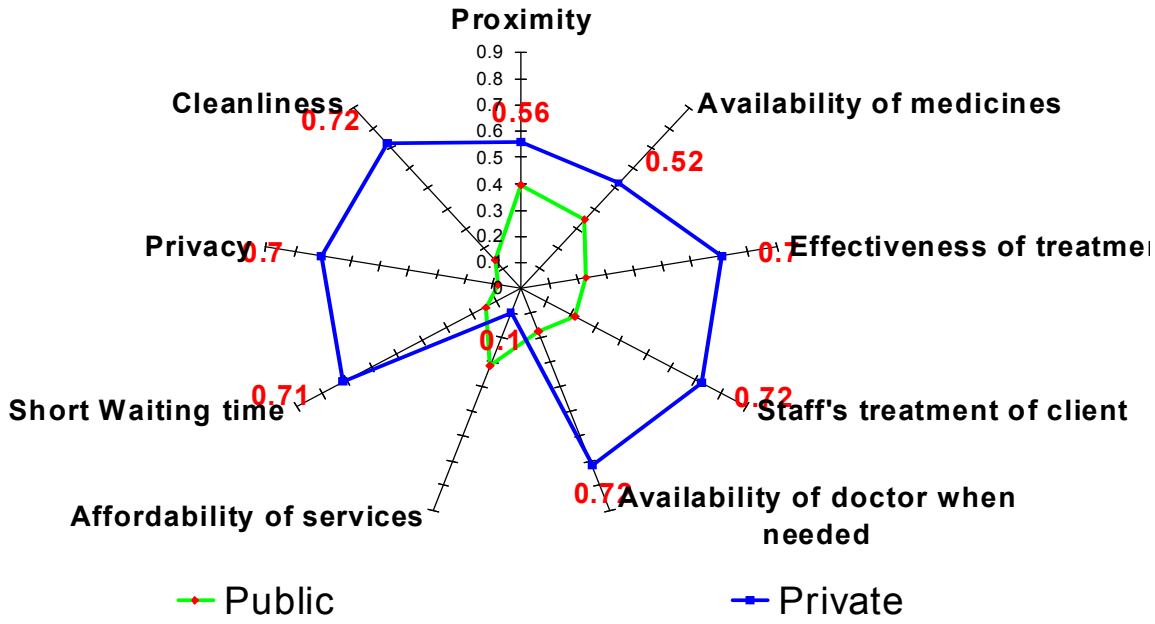 Proximity
0.9
0.8
0.7
0.6
0.5
0.4
0.3
0.2
0.1
0
0.56
Availability of medicines
0.52
Effectiveness of treatme
0.7
Staff's treatment of client
0.72
Availability of doctor when
needed
0.72
Affordability of services
0.1
Short Waiting time
0.71
Privacy
0.7
Cleanliness
0.72
Public
Private